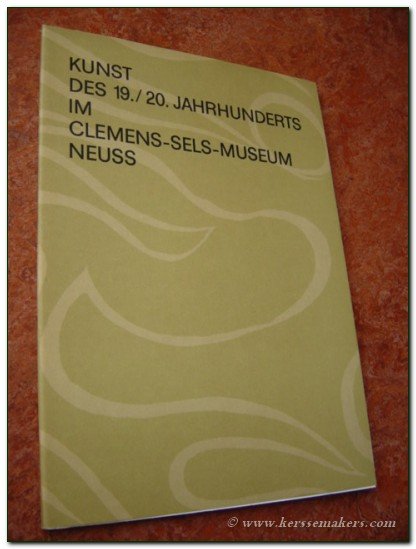 KUNST
DES 19./20. JAHRHUNDERTS
IM
CLEMENS-SELS-MUSEUM
NEUSS
© www.kerssemakers.com